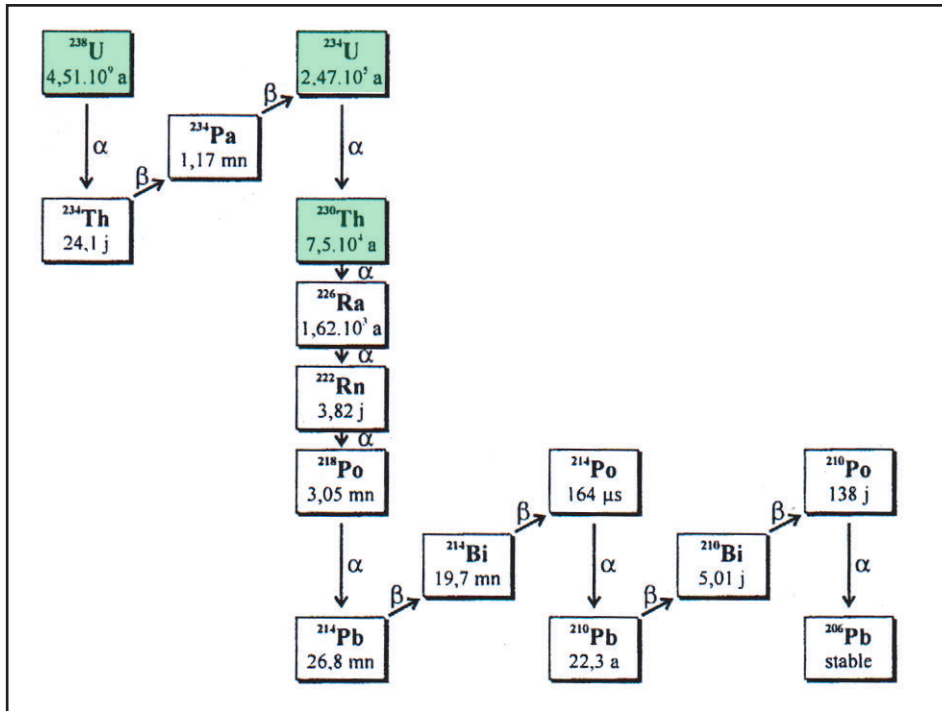 ²³⁸U
4,51.10⁹ a
²³⁴U
2,47.10⁵ a
β
²³⁴Pa
1,17 mn
α
α
β
²³⁴Th
24,1 j
²³⁰Th
7,5.10⁴ a
α
²²⁶Ra
1,62.10³ a
α
²²²Rn
3,82 j
α
²¹⁸Po
3,05 mn
²¹⁴Po
164 μs
²¹⁰Po
138 j
β
β
²¹⁴Bi
19,7 mn
²¹⁰Bi
5,01 j
α
α
α
β
β
²¹⁴Pb
26,8 mn
²¹⁰Pb
22,3 a
²⁰⁶Pb
stable